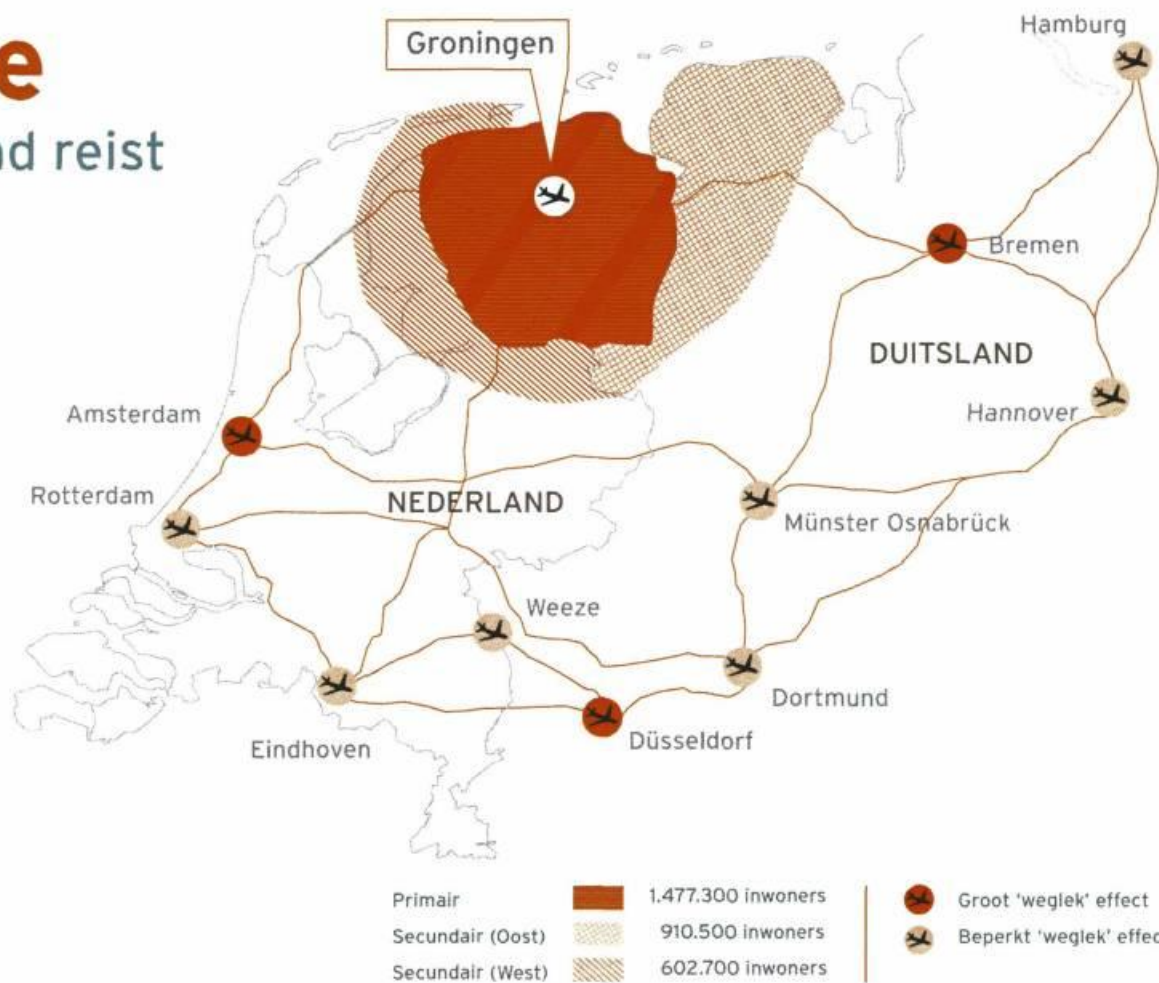 e
nd reist
Groningen
Hamburg
Bremen
DUITSLAND
Hannover
Amsterdam
Rotterdam
NEDERLAND
Münster Osnabrück
Weeze
Dortmund
Eindhoven
Düsseldorf
Primair 1.477.300 inwoners
Secundair (Oost) 910.500 inwoners
Secundair (West) 602.700 inwoners
Groot 'weglek' effect
Beperkt 'weglek' effec